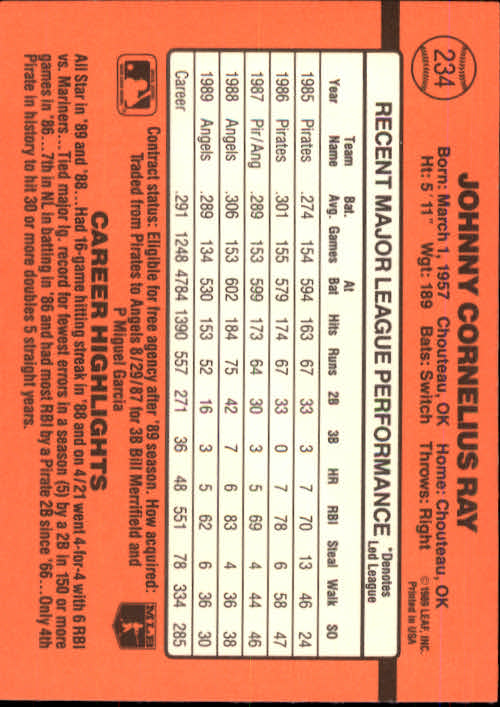 234
JOHNNY CORNELIUS RAY
Born: March 1, 1957 Chouteau, OK Home: Chouteau, OK
Ht: 5' 11" Wgt: 189 Bats: Switch Throws: Right
© 1989 LEAF, INC.
Printed in USA
RECENT MAJOR LEAGUE PERFORMANCE
*Denotes
Led League
Year Team Name Bat. Avg. Games At Bat Hits Runs 2B 3B HR RBI Steal Walk SO
1985 Pirates .274 154 594 163 67 33 3 7 70 13 46 24
1986 Pirates .301 155 579 174 67 33 0 7 78 6 58 47
1987 Pir/Ang .289 153 599 173 64 30 3 5 69 4 44 46
1988 Angels .306 153 602 184 75 42 7 6 83 4 36 38
1989 Angels .289 134 530 153 52 16 3 5 62 6 36 30
Career .291 1248 4784 1390 557 271 36 48 551 78 334 285
Contract status: Eligible for free agency after '89 season. How acquired:
Traded from Pirates to Angels 8/29/87 for 3B Bill Merrifield and
P Miguel Garcia
MLB
CAREER HIGHLIGHTS
All Star in '89 and '88...Had 16-game hitting streak in '88 and on 4/21 went 4-for-4 with 6 RBI
vs. Mariners...Tied major lg. record for fewest errors in a season (5) by a 2B in 150 or more
games in '86...7th in NL in batting in '86 and had most RBI by a Pirate 2B since '66...Only 4th
Pirate in history to hit 30 or more doubles 5 straight years.